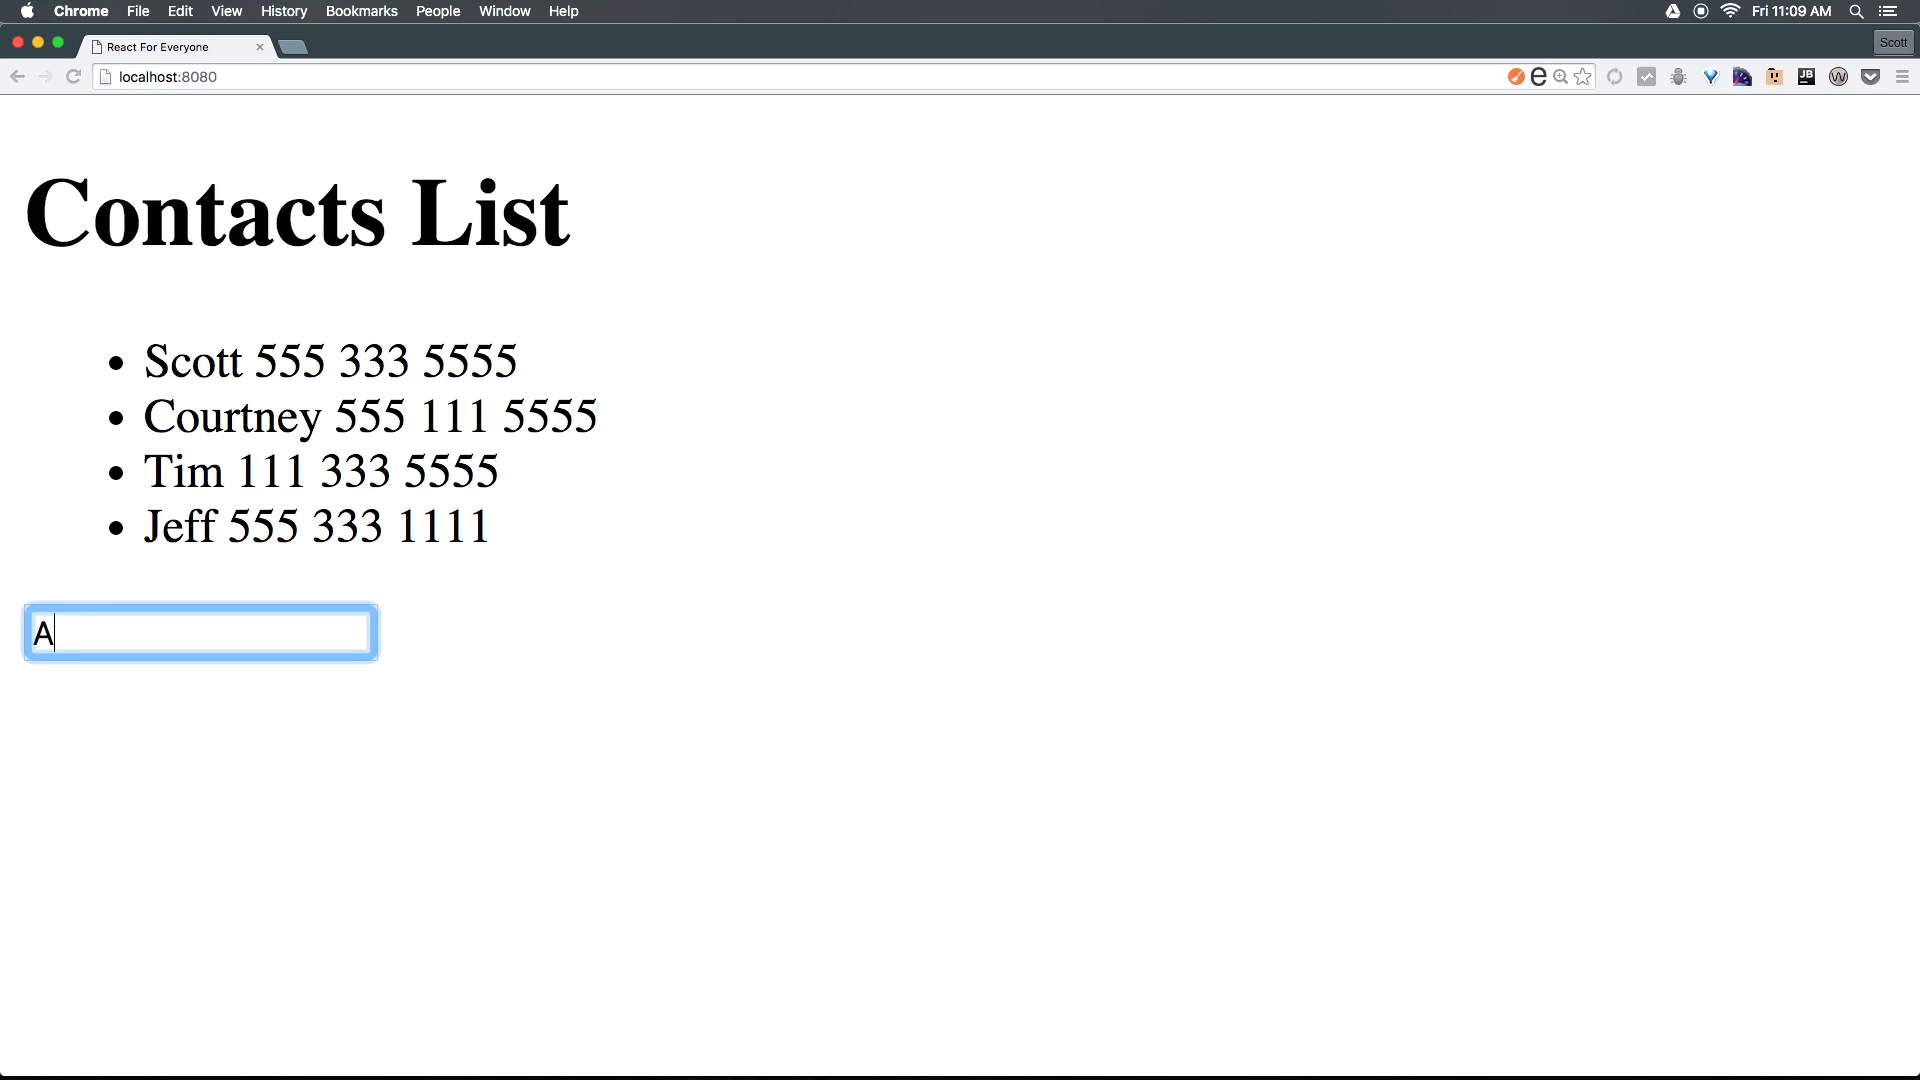 Chrome File Edit View History Bookmarks People Window Help Fri 11:09 AM
React For Everyone Scott
localhost:8080
Contacts List
Scott 555 333 5555
Courtney 555 111 5555
Tim 111 333 5555
Jeff 555 333 1111
A